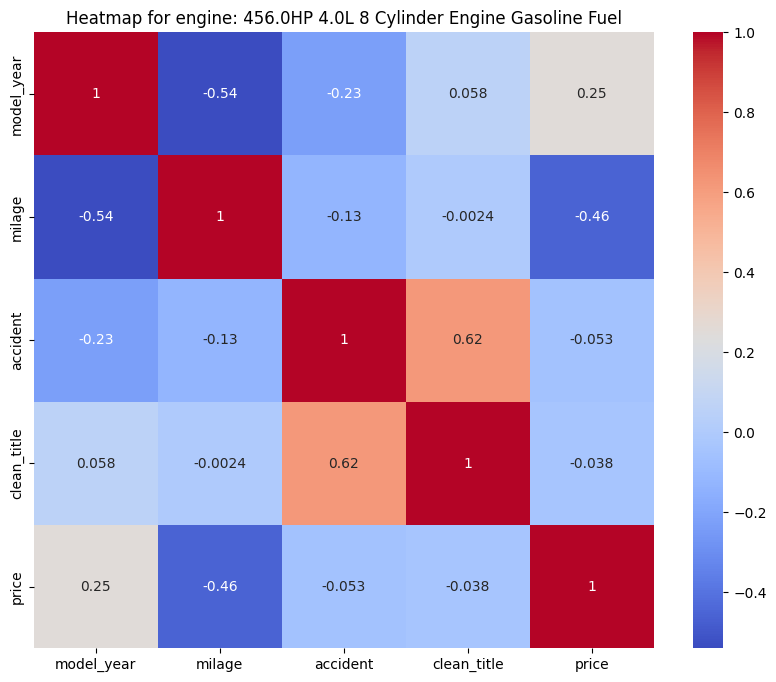 Heatmap for engine: 456.0HP 4.0L 8 Cylinder Engine Gasoline Fuel
model_year 1 -0.54 -0.23 0.058 0.25
milage -0.54 1 -0.13 -0.0024 -0.46
accident -0.23 -0.13 1 0.62 -0.053
clean_title 0.058 -0.0024 0.62 1 -0.038
price 0.25 -0.46 -0.053 -0.038 1
model_year milage accident clean_title price
1.0
0.8
0.6
0.4
0.2
0.0
−0.2
−0.4